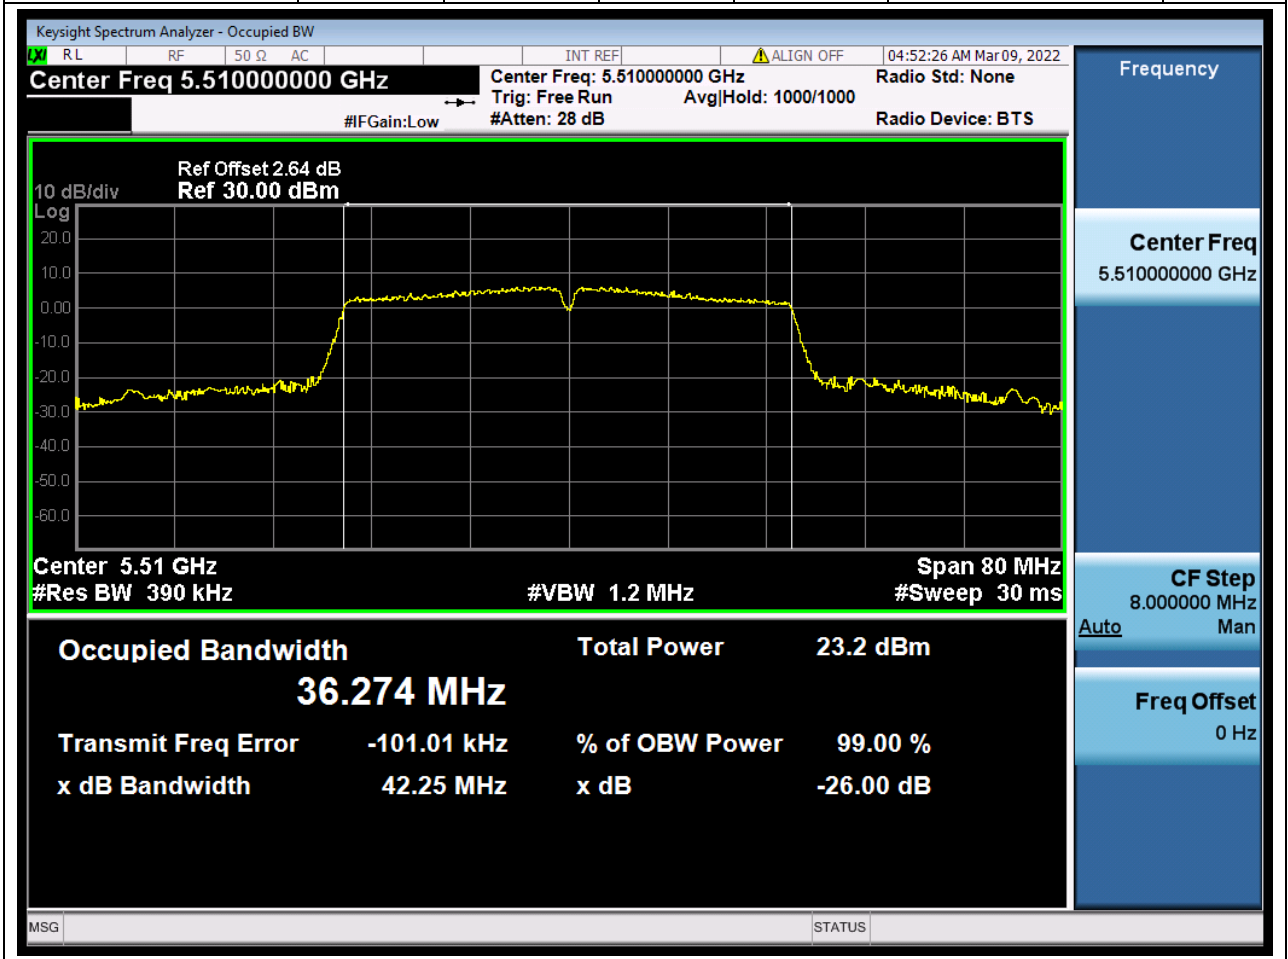 Keysight Spectrum Analyzer - Occupied BW
LXI RL RF 50 Ω AC INT REF ALIGN OFF 04:52:26 AM Mar 09, 2022
Center Freq 5.510000000 GHz Center Freq: 5.510000000 GHz Radio Std: None
Trig: Free Run Avg|Hold: 1000/1000
#IFGain:Low #Atten: 28 dB Radio Device: BTS
Ref Offset 2.64 dB
10 dB/div Ref 30.00 dBm
Log
20.0
10.0
0.00
-10.0
-20.0
-30.0
-40.0
-50.0
-60.0
Center 5.51 GHz Span 80 MHz
#Res BW 390 kHz #VBW 1.2 MHz #Sweep 30 ms
Occupied Bandwidth Total Power 23.2 dBm
36.274 MHz
Transmit Freq Error -101.01 kHz % of OBW Power 99.00 %
x dB Bandwidth 42.25 MHz x dB -26.00 dB
MSG STATUS
Frequency
Center Freq
5.510000000 GHz
CF Step
8.000000 MHz
Auto Man
Freq Offset
0 Hz